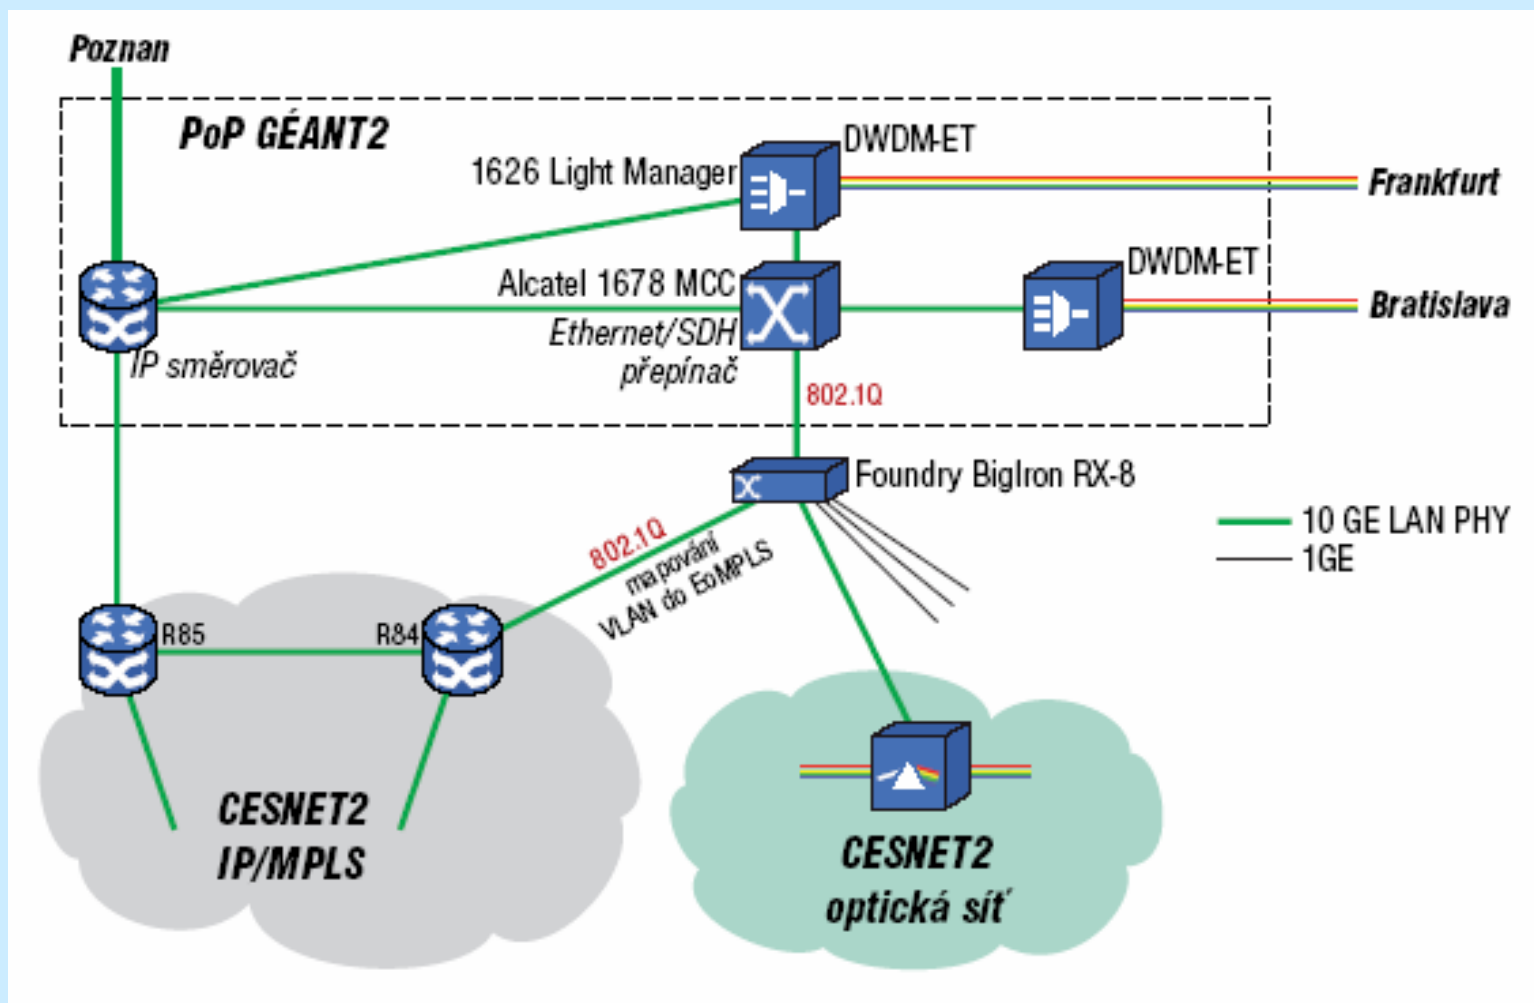 Poznan
PoP GÉANT2
DWDM-ET
1626 Light Manager
Frankfurt
DWDM-ET
Alcatel 1678 MCC
Bratislava
Ethernet/SDH
přepínač
IP směrovač
802.1Q
Foundry BigIron RX-8
10 GE LAN PHY
1GE
802.1Q
mapování
VLAN do EoMPLS
R85
R84
CESNET2
IP/MPLS
CESNET2
optická síť